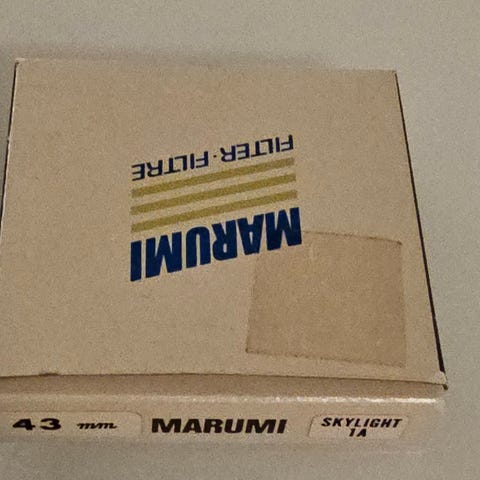 FILTER·FILTRE
MARUMI
43 mm MARUMI SKYLIGHT
1A